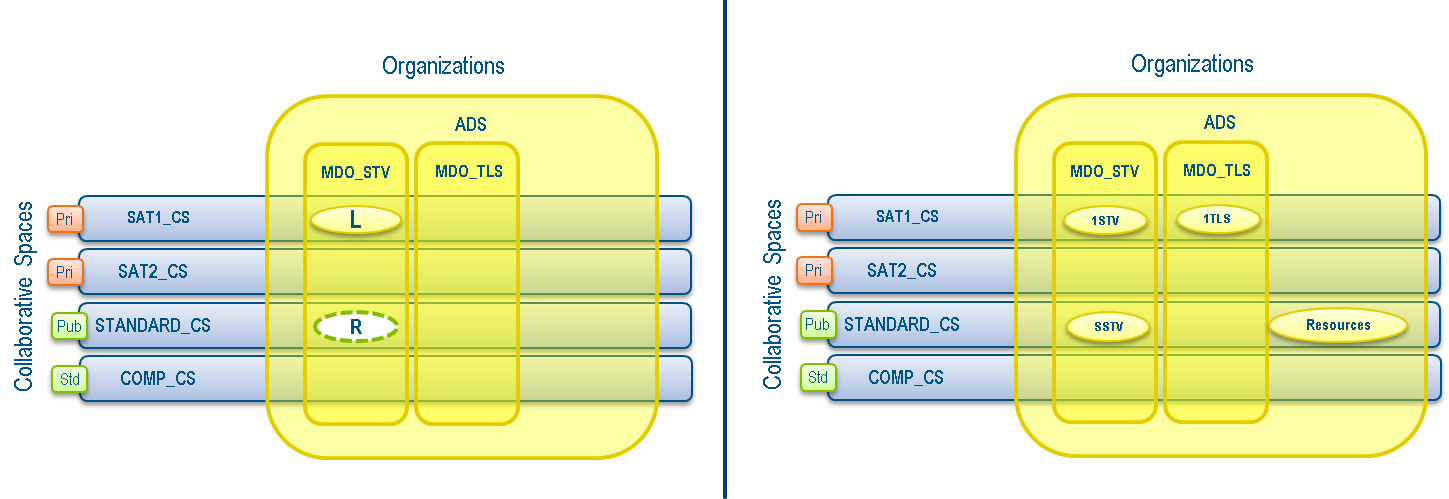 Organizations
ADS
MDO_STV
MDO_TLS
Collaborative Spaces
Pri
SAT1_CS
L
Pri
SAT2_CS
Pub
STANDARD_CS
R
Std
COMP_CS
Organizations
ADS
MDO_STV
MDO_TLS
Collaborative Spaces
Pri
SAT1_CS
1STV
1TLS
Pri
SAT2_CS
Pub
STANDARD_CS
SSTV
Resources
Std
COMP_CS